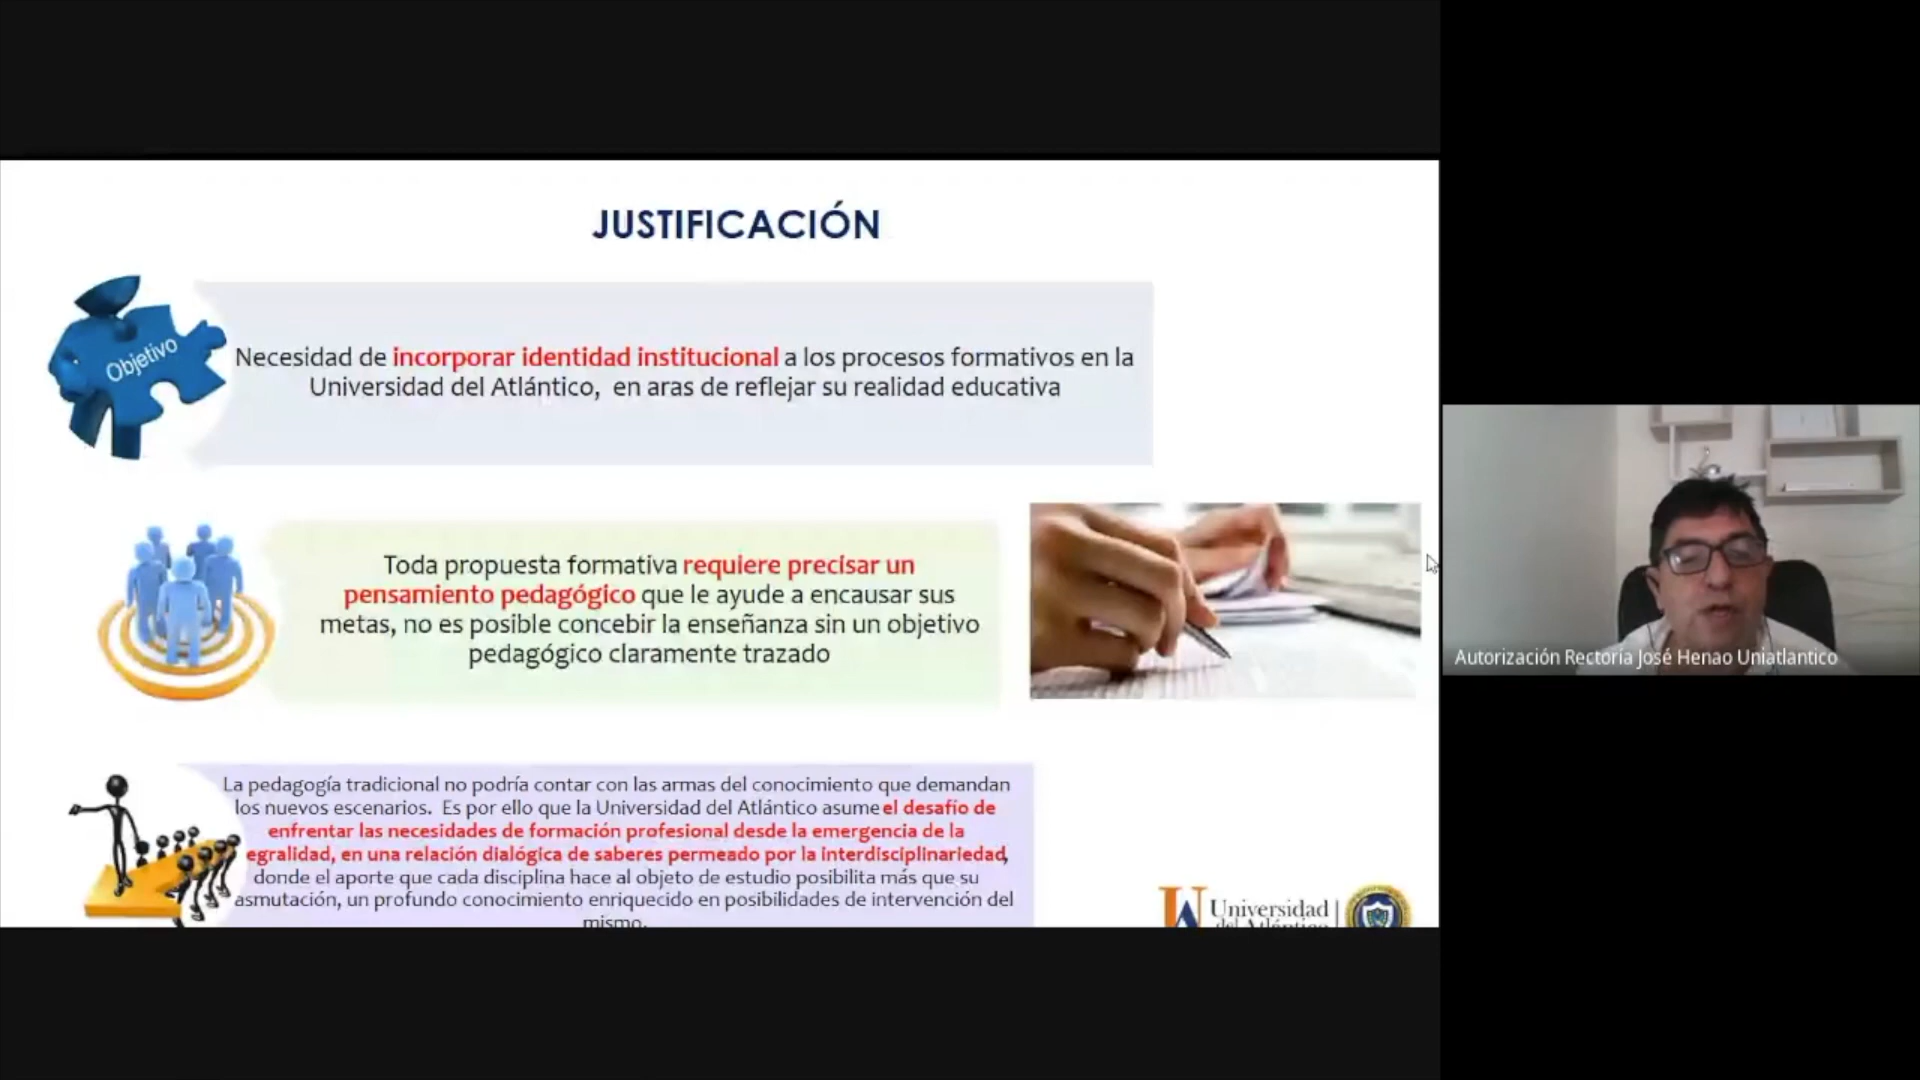 JUSTIFICACIÓN
Objetivo
Necesidad de incorporar identidad institucional a los procesos formativos en la
Universidad del Atlántico, en aras de reflejar su realidad educativa
Toda propuesta formativa requiere precisar un
pensamiento pedagógico que le ayude a encausar sus
metas, no es posible concebir la enseñanza sin un objetivo
pedagógico claramente trazado
La pedagogía tradicional no podría contar con las armas del conocimiento que demandan
los nuevos escenarios. Es por ello que la Universidad del Atlántico asume el desafío de
enfrentar las necesidades de formación profesional desde la emergencia de la
egralidad, en una relación dialógica de saberes permeado por la interdisciplinariedad,
donde el aporte que cada disciplina hace al objeto de estudio posibilita más que su
asmutación, un profundo conocimiento enriquecido en posibilidades de intervención del
mismo.
Universidad
del Atlántico
Autorización Rectoría José Henao Uniatlantico